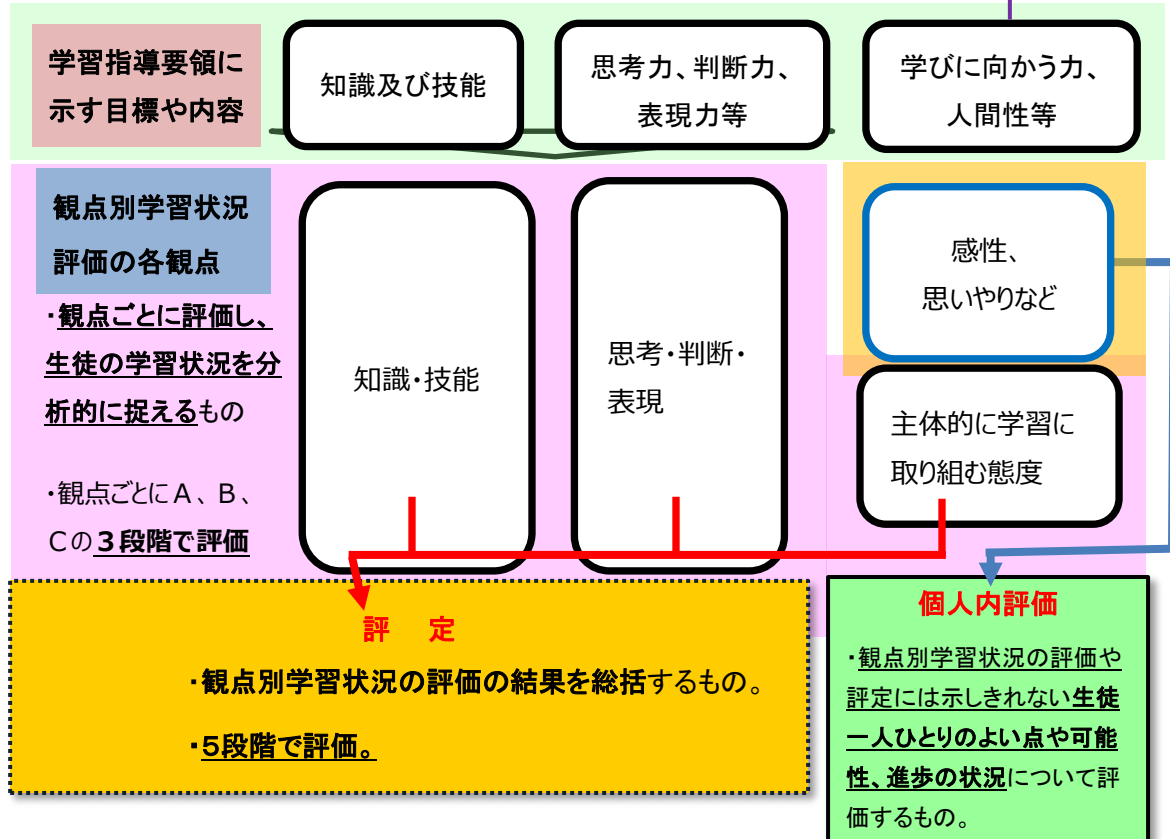 学習指導要領に
示す目標や内容
知識及び技能
思考力、判断力、
表現力等
学びに向かう力、
人間性等
観点別学習状況
評価の各観点
・観点ごとに評価し、
生徒の学習状況を分
析的に捉えるもの
・観点ごとにA、B、
Cの3段階で評価
知識・技能
思考・判断・
表現
感性、
思いやりなど
主体的に学習に
取り組む態度
評　定
・観点別学習状況の評価の結果を総括するもの。
・5段階で評価。
個人内評価
・観点別学習状況の評価や
評定には示しきれない生徒
一人ひとりのよい点や可能
性、進歩の状況について評
価するもの。